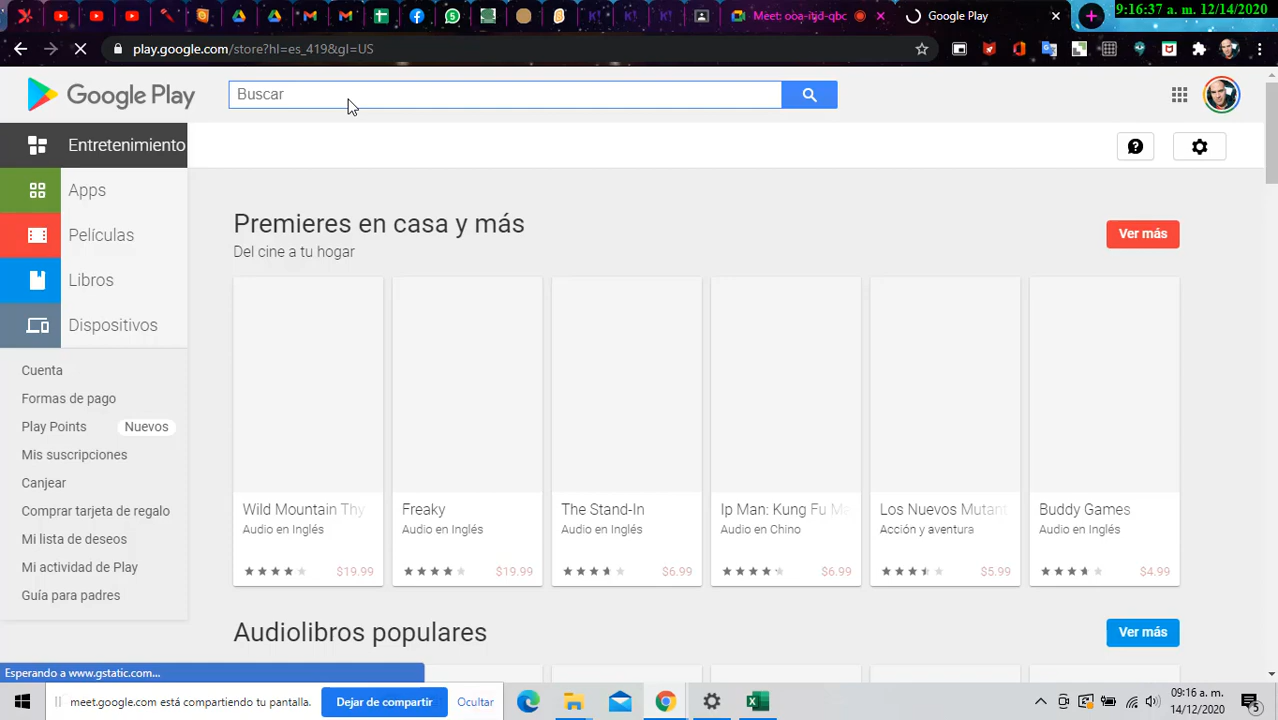 9:16:37 a. m. 12/14/2020
Meet: ooa-itjd-qbc
Google Play
play.google.com/store?hl=es_419&gl=US
Google Play
Buscar
Entretenimiento
Apps
Películas
Libros
Dispositivos
Cuenta
Formas de pago
Play Points Nuevos
Mis suscripciones
Canjear
Comprar tarjeta de regalo
Mi lista de deseos
Mi actividad de Play
Guía para padres
Premieres en casa y más
Del cine a tu hogar
Ver más
Wild Mountain Thy
Audio en Inglés
$19.99
Freaky
Audio en Inglés
$19.99
The Stand-In
Audio en Inglés
$6.99
Ip Man: Kung Fu Ma
Audio en Chino
$6.99
Los Nuevos Mutant
Acción y aventura
$5.99
Buddy Games
Audio en Inglés
$4.99
Audiolibros populares
Ver más
Esperando a www.gstatic.com...
meet.google.com está compartiendo tu pantalla.
Dejar de compartir
Ocultar
09:16 a. m.
14/12/2020
5